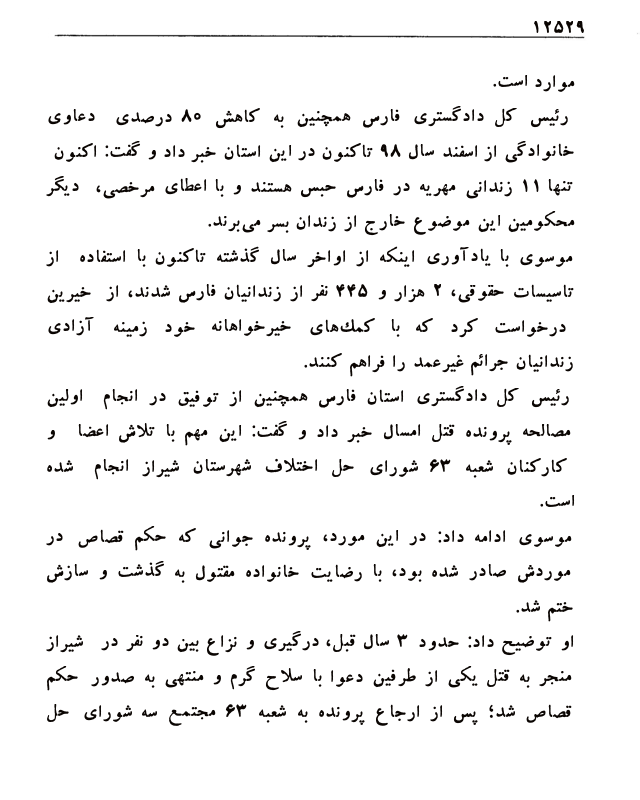 ۱۲۵۲۹
موارد است.
رئیس کل دادگستری فارس همچنین به کاهش ۸۰ درصدی دعاوی
خانوادگی از اسفند سال ۹۸ تاکنون در این استان خبر داد و گفت: اکنون
تنها ۱۱ زندانی مهریه در فارس حبس هستند و با اعطای مرخصی، دیگر
محکومین این موضوع خارج از زندان بسر می‌برند.
موسوی با یادآوری اینکه از اواخر سال گذشته تاکنون با استفاده از
تاسیسات حقوقی، ۲ هزار و ۴۴۵ نفر از زندانیان فارس شدند، از خیرین
درخواست کرد که با کمك‌های خیرخواهانه خود زمینه آزادی
زندانیان جرائم غیرعمد را فراهم کنند.
رئیس کل دادگستری استان فارس همچنین از توفیق در انجام اولین
مصالحه پرونده قتل امسال خبر داد و گفت: این مهم با تلاش اعضا و
کارکنان شعبه ۶۳ شورای حل اختلاف شهرستان شیراز انجام شده
است.
موسوی ادامه داد: در این مورد، پرونده جوانی که حکم قصاص در
موردش صادر شده بود، با رضایت خانواده مقتول به گذشت و سازش
ختم شد.
او توضیح داد: حدود ۳ سال قبل، درگیری و نزاع بین دو نفر در شیراز
منجر به قتل یکی از طرفین دعوا با سلاح گرم و منتهی به صدور حکم
قصاص شد؛ پس از ارجاع پرونده به شعبه ۶۳ مجتمع سه شورای حل